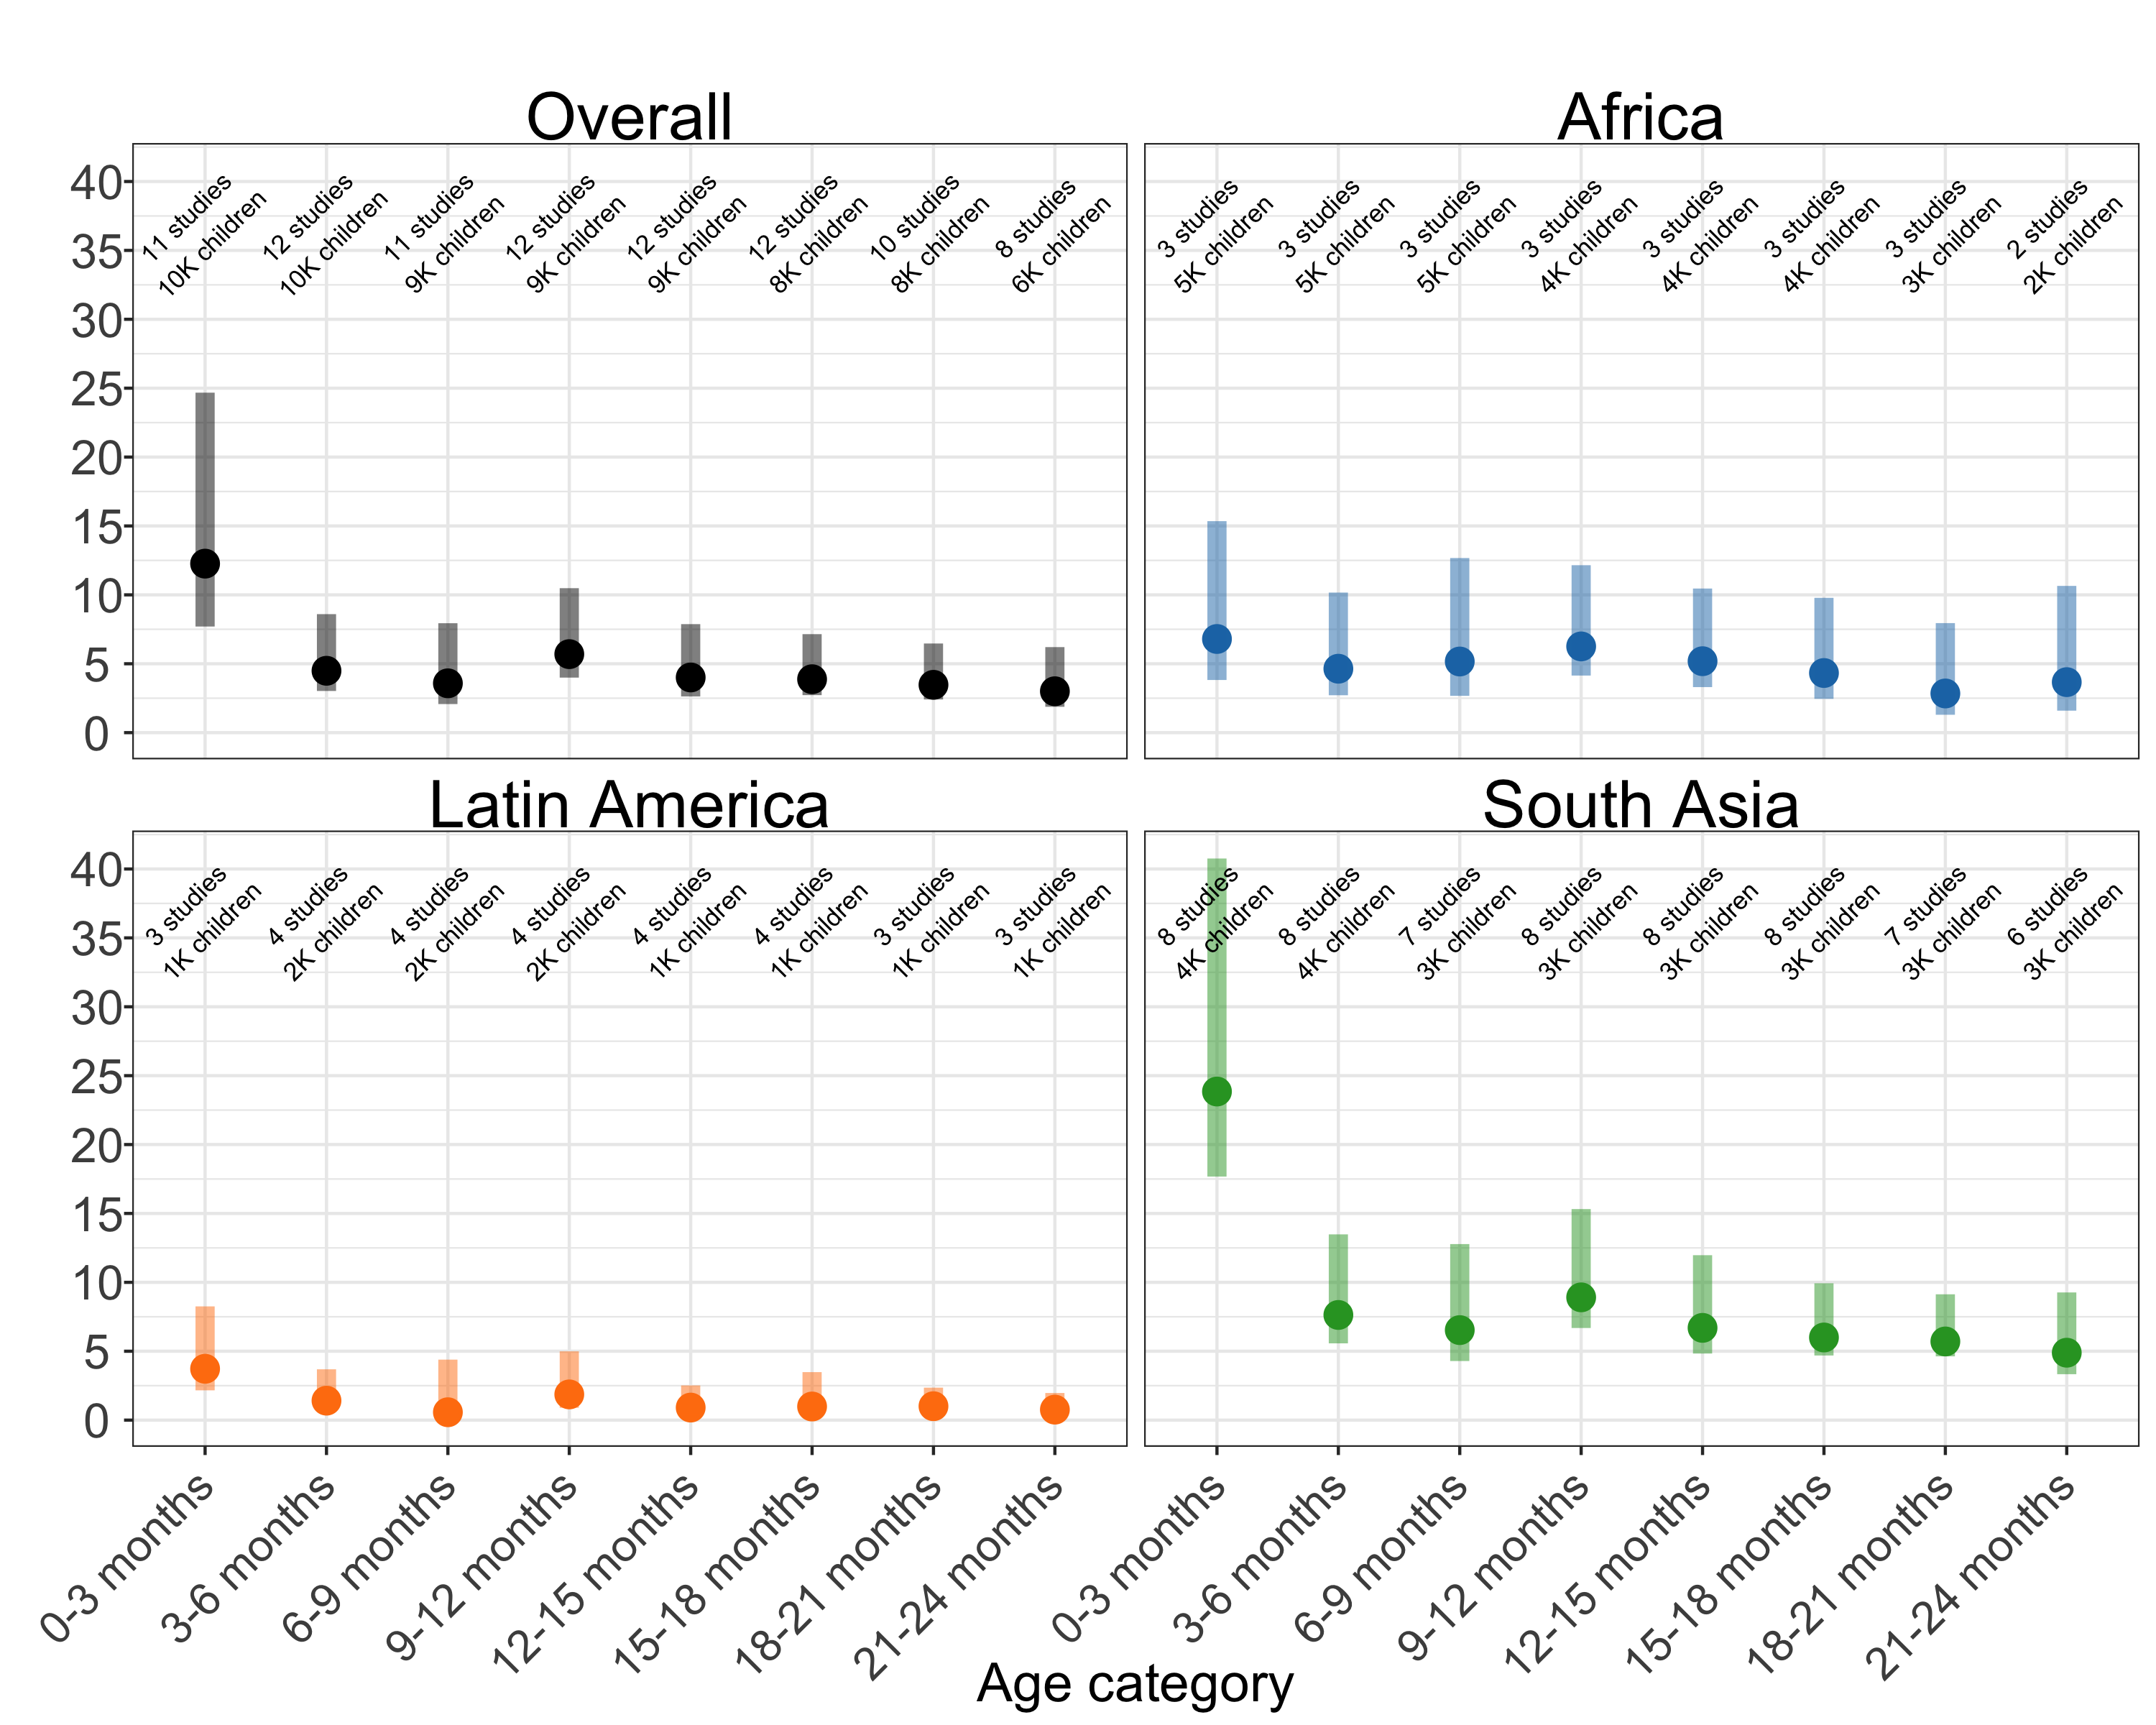 Overall
40
35
30
25
20
15
10
5
0
11 studies
10K children
12 studies
10K children
11 studies
9K children
12 studies
9K children
12 studies
9K children
12 studies
8K children
10 studies
8K children
8 studies
6K children
Africa
3 studies
5K children
3 studies
5K children
3 studies
5K children
3 studies
4K children
3 studies
4K children
3 studies
4K children
3 studies
3K children
2 studies
2K children
Latin America
40
35
30
25
20
15
10
5
0
3 studies
1K children
4 studies
2K children
4 studies
2K children
4 studies
2K children
4 studies
1K children
4 studies
1K children
3 studies
1K children
3 studies
1K children
South Asia
8 studies
4K children
8 studies
4K children
7 studies
3K children
8 studies
3K children
8 studies
3K children
8 studies
3K children
7 studies
3K children
6 studies
3K children
0-3 months
3-6 months
6-9 months
9-12 months
12-15 months
15-18 months
18-21 months
21-24 months
0-3 months
3-6 months
6-9 months
9-12 months
12-15 months
15-18 months
18-21 months
21-24 months
Age category